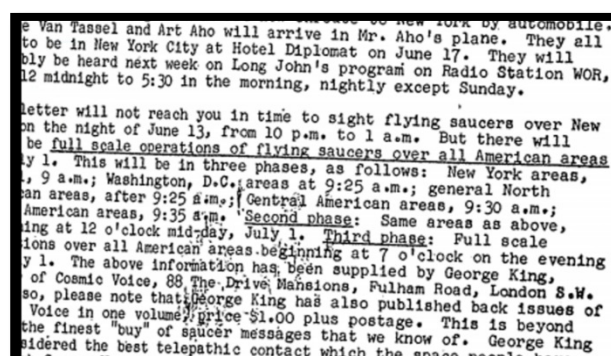 to New York by automobile.
e Van Tassel and Art Aho will arrive in Mr. Aho's plane. They all
to be in New York City at Hotel Diplomat on June 17. They will
bly be heard next week on Long John's program on Radio Station WOR,
12 midnight to 5:30 in the morning, nightly except Sunday.
letter will not reach you in time to sight flying saucers over New
on the night of June 13, from 10 p.m. to 1 a.m. But there will
be full scale operations of flying saucers over all American areas
ly 1. This will be in three phases, as follows: New York areas,
, 9 a.m.; Washington, D.C. areas at 9:25 a.m.; general North
can areas, after 9:25 a.m.; Central American areas, 9:30 a.m.;
American areas, 9:35 a.m. Second phase: Same areas as above,
ning at 12 o'clock mid-day, July 1. Third phase: Full scale
ions over all American areas beginning at 7 o'clock on the evening
y 1. The above information has been supplied by George King,
of Cosmic Voice, 88 The Drive Mansions, Fulham Road, London S.W.
so, please note that George King has also published back issues of
Voice in one volume, price $1.00 plus postage. This is beyond
the finest "buy" of saucer messages that we know of. George King
sidered the best telepathic contact which the space people